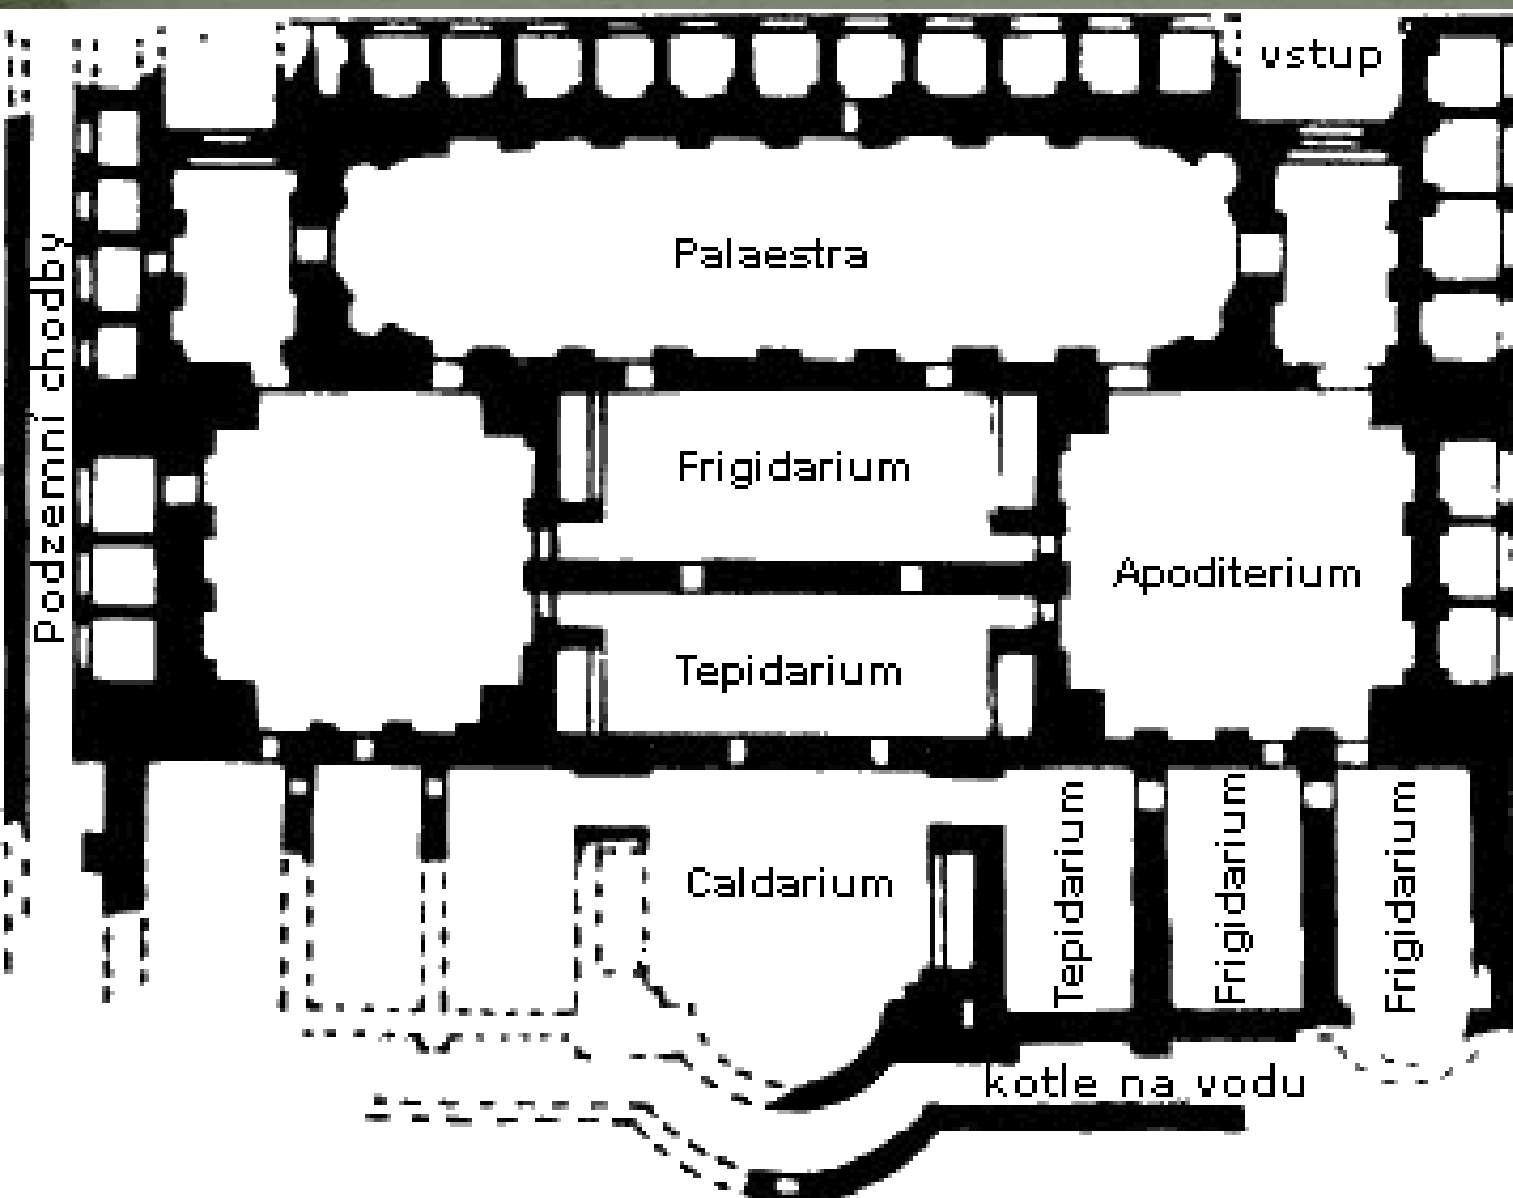 vstup
Palaestra
Podzemní chodby
Frigidarium
Apoditerium
Tepidarium
Caldarium
Tepidarium
Frigidarium
Frigidarium
kotle na vodu